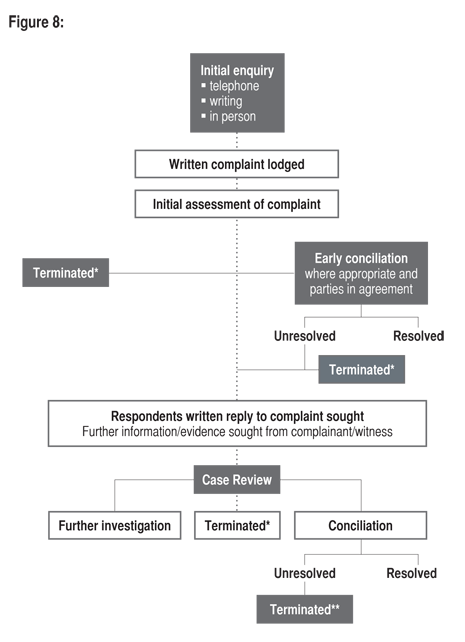 Figure 8:
Initial enquiry
▪ telephone
▪ writing
▪ in person
Written complaint lodged
Initial assessment of complaint
Terminated*
Early conciliation
where appropriate and
parties in agreement
Unresolved
Resolved
Terminated*
Respondents written reply to complaint sought
Further information/evidence sought from complainant/witness
Case Review
Further investigation
Terminated*
Conciliation
Unresolved
Resolved
Terminated**